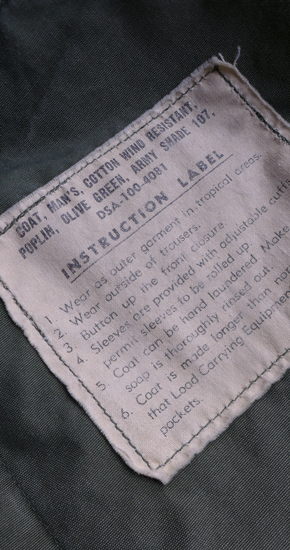 COAT, MAN'S, COTTON WIND RESISTANT,
POPLIN, OLIVE GREEN, ARMY SHADE 107.
DSA-100-4081
INSTRUCTION LABEL
1. Wear as outer garment in tropical areas.
2. Wear outside of trousers.
3. Button up the front closure
4. Sleeves are provided with adjustable cuffs
permit sleeves to be rolled up
5. Coat can be hand laundered. Make
soap is thoroughly rinsed out.
6. Coat is made longer than nor
that Load Carrying Equipmen
pockets.